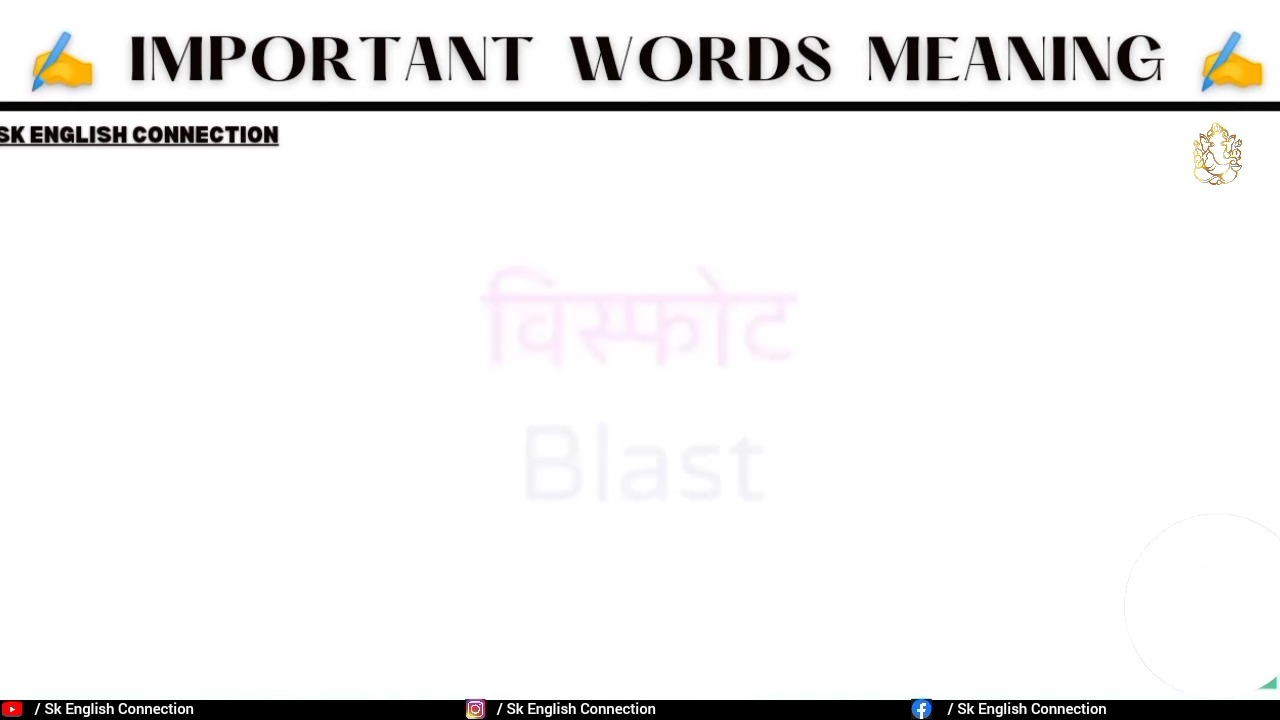 IMPORTANT WORDS MEANING
SK ENGLISH CONNECTION
विस्फोट
Blast
/ Sk English Connection
/ Sk English Connection
/ Sk English Connection